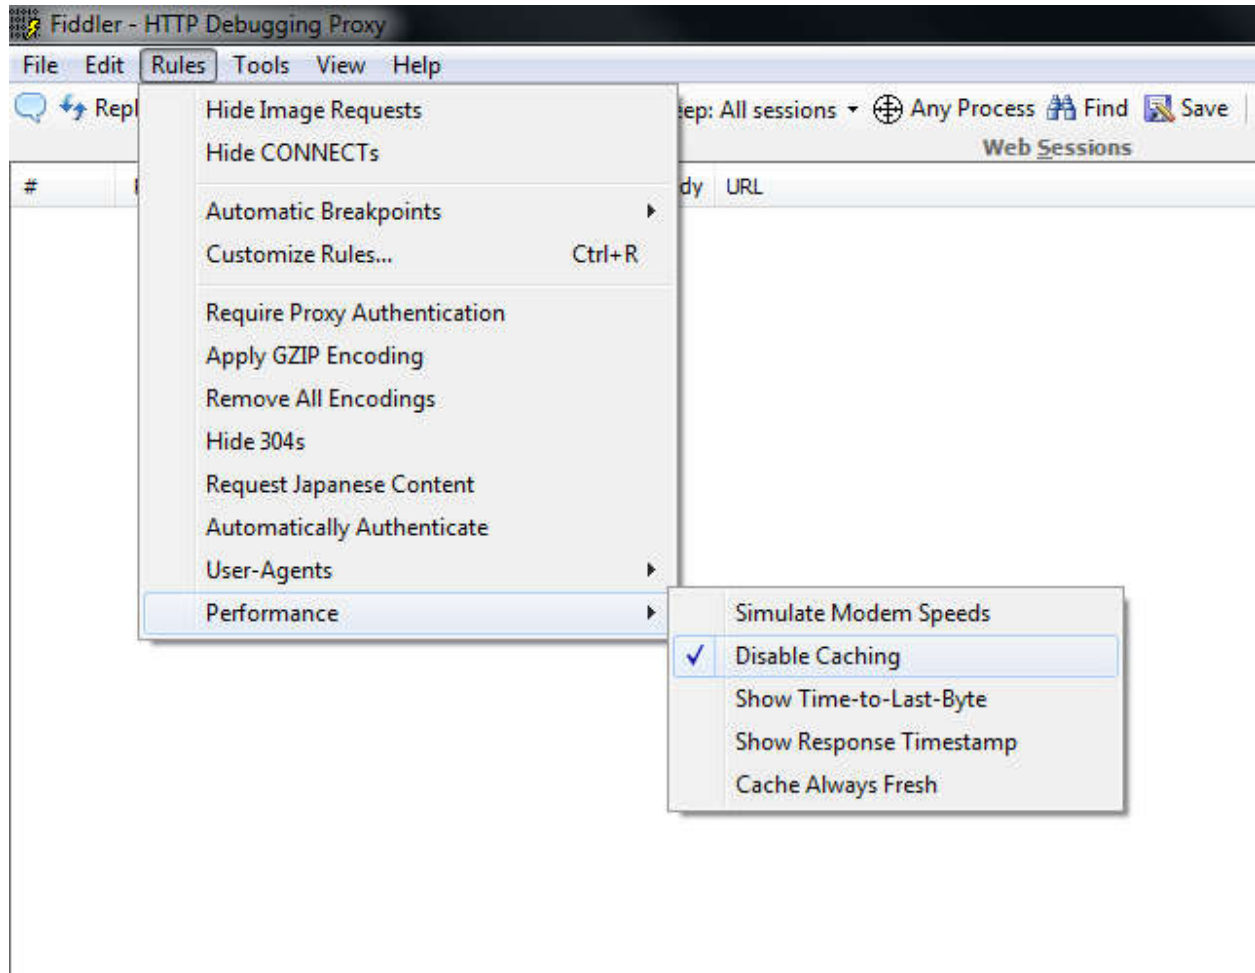 Fiddler - HTTP Debugging Proxy
File Edit Rules Tools View Help
Repl
eep: All sessions Any Process Find Save
Web Sessions
# dy URL
Hide Image Requests
Hide CONNECTs
Automatic Breakpoints
Customize Rules... Ctrl+R
Require Proxy Authentication
Apply GZIP Encoding
Remove All Encodings
Hide 304s
Request Japanese Content
Automatically Authenticate
User-Agents
Performance
Simulate Modem Speeds
Disable Caching
Show Time-to-Last-Byte
Show Response Timestamp
Cache Always Fresh